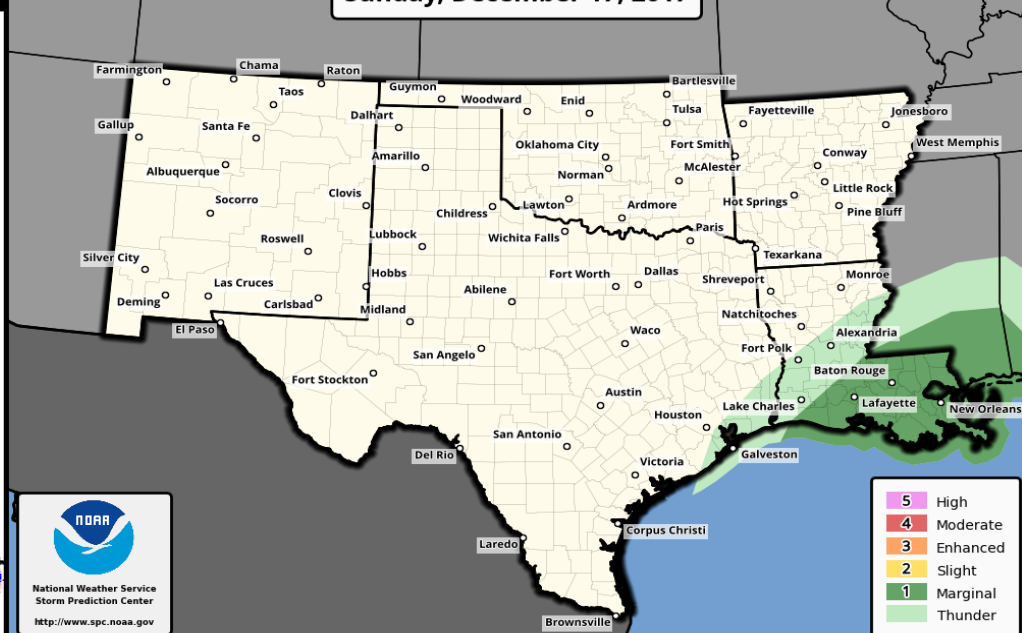 Sunday, December 17, 2017
Farmington
Chama
Raton
Taos
Guymon
Woodward
Enid
Bartlesville
Tulsa
Fayetteville
Jonesboro
Gallup
Santa Fe
Dalhart
Oklahoma City
Fort Smith
West Memphis
Albuquerque
Amarillo
Norman
McAlester
Conway
Little Rock
Socorro
Clovis
Childress
Lawton
Ardmore
Hot Springs
Pine Bluff
Roswell
Lubbock
Wichita Falls
Paris
Texarkana
Silver City
Las Cruces
Hobbs
Fort Worth
Dallas
Shreveport
Monroe
Deming
Carlsbad
Midland
Abilene
Natchitoches
El Paso
Waco
Alexandria
San Angelo
Fort Polk
Fort Stockton
Baton Rouge
Austin
Houston
Lake Charles
Lafayette
New Orleans
San Antonio
Del Rio
Galveston
Victoria
Corpus Christi
Laredo
Brownsville
NOAA
National Weather Service
Storm Prediction Center
http://www.spc.noaa.gov
5 High
4 Moderate
3 Enhanced
2 Slight
1 Marginal
Thunder